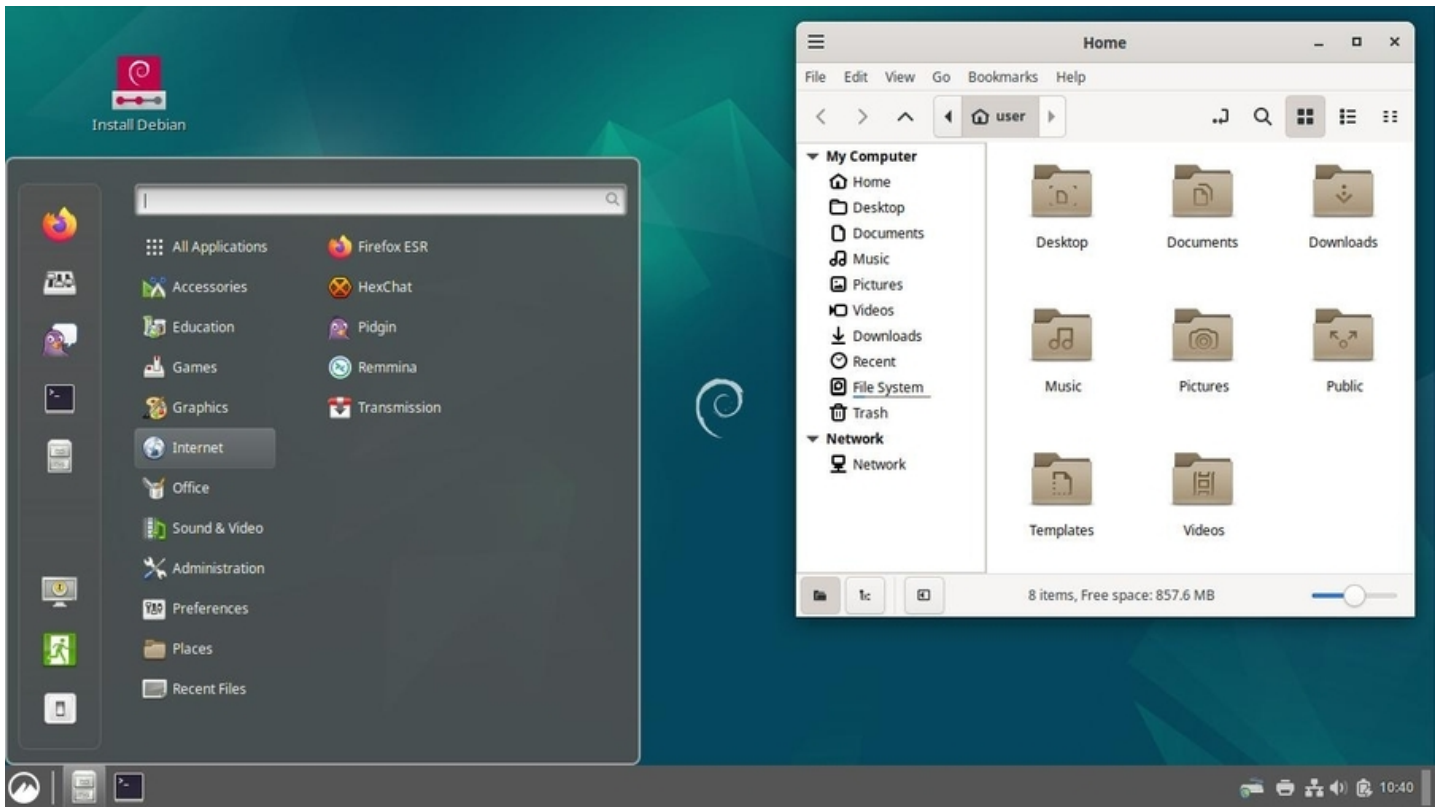 Install Debian
All Applications
Accessories
Education
Games
Graphics
Internet
Office
Sound & Video
Administration
Preferences
Places
Recent Files
Firefox ESR
HexChat
Pidgin
Remmina
Transmission
Home
File Edit View Go Bookmarks Help
user
My Computer
Home
Desktop
Documents
Music
Pictures
Videos
Downloads
Recent
File System
Trash
Network
Network
Desktop Documents Downloads
Music Pictures Public
Templates Videos
8 items, Free space: 857.6 MB
10:40